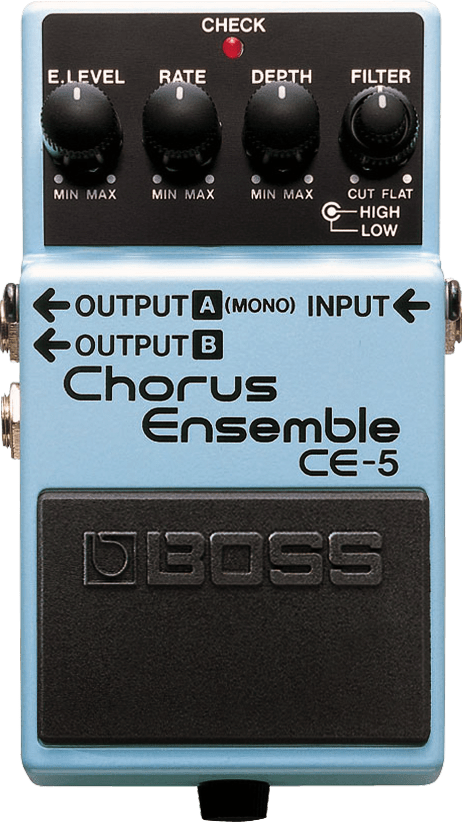 CHECK
E.LEVEL RATE DEPTH FILTER
MIN MAX MIN MAX MIN MAX CUT FLAT
HIGH
LOW
OUTPUT A (MONO) INPUT
OUTPUT B
Chorus
Ensemble
CE-5
BOSS